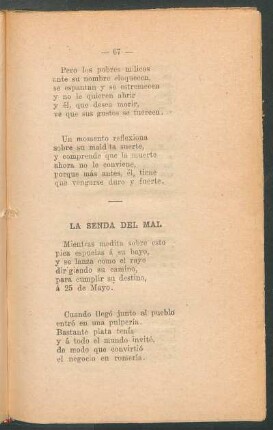 — 67 —
Pero los pobres milicos
ante su nombre eloquecen,
se espantan y se estremecen
y no le quieren abrir
y él, que desea morir,
ve que sus gustos se tuercen.
Un momento reflexiona
sobre su maldita suerte,
y comprende que la muerte
ahora no le conviene,
porque más antes, él, tiene
que vengarse duro y fuerte.
LA SENDA DEL MAL
Mientras medita sobre esto
pica espuelas á su bayo,
y se lanza como el rayo
dirigiendo su camino,
para cumplir su destino,
á 25 de Mayo.
Cuando llegó junto al pueblo
entró en una pulpería.
Bastante plata tenía
y á todo el mundo invitó,
de modo que convirtió
el negocio en romería.